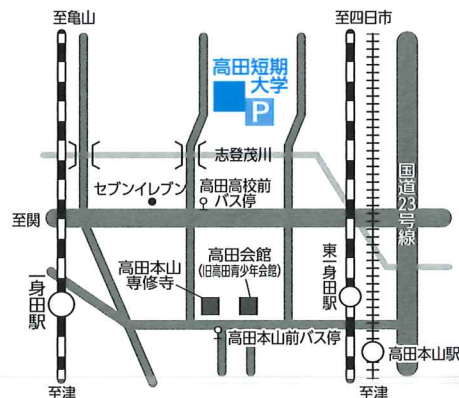 至亀山
至四日市
高田短期
大学
P
志登茂川
セブンイレブン
高田高校前
バス停
国道23号線
至関
高田会館
(旧高田青少年会館)
高田本山
専修寺
一身田駅
東一身田駅
高田本山前バス停
高田本山駅
至津
至津